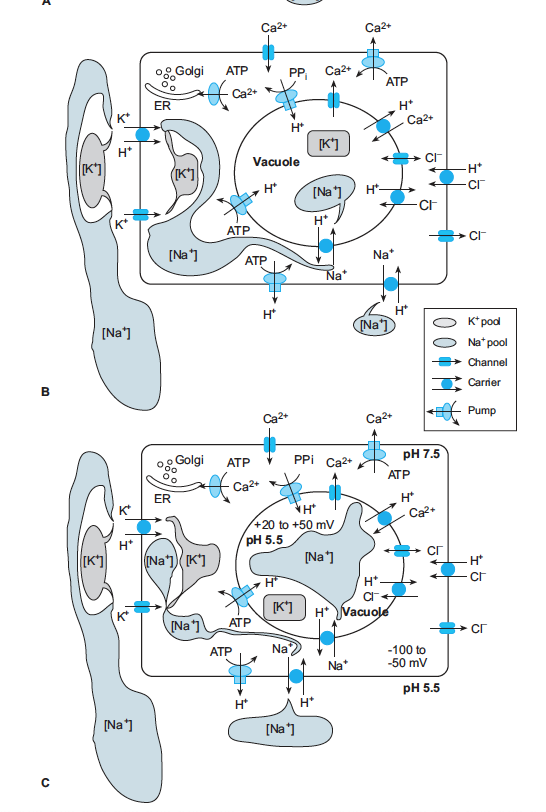 A
Ca²⁺
Ca²⁺
Golgi
ATP
PPᵢ
Ca²⁺
ATP
ER
Ca²⁺
H⁺
K⁺
H⁺
Ca²⁺
H⁺
[K⁺]
[K⁺]
[K⁺]
Vacuole
Cl⁻
H⁺
H⁺
[Na⁺]
H⁺
Cl⁻
Cl⁻
K⁺
H⁺
ATP
Cl⁻
[Na⁺]
ATP
Na⁺
Na⁺
H⁺
H⁺
[Na⁺]
[Na⁺]
K⁺ pool
Na⁺ pool
Channel
Carrier
Pump
B
Ca²⁺
Ca²⁺
pH 7.5
Golgi
ATP
PPi
Ca²⁺
ATP
ER
Ca²⁺
H⁺
K⁺
H⁺
Ca²⁺
+20 to +50 mV
pH 5.5
H⁺
[K⁺]
[Na⁺]
[K⁺]
[Na⁺]
Cl⁻
H⁺
Cl⁻
H⁺
H⁺
Cl⁻
K⁺
[K⁺]
H⁺
Vacuole
ATP
[Na⁺]
Cl⁻
ATP
Na⁺
Na⁺
-100 to
-50 mV
H⁺
H⁺
pH 5.5
[Na⁺]
[Na⁺]
C